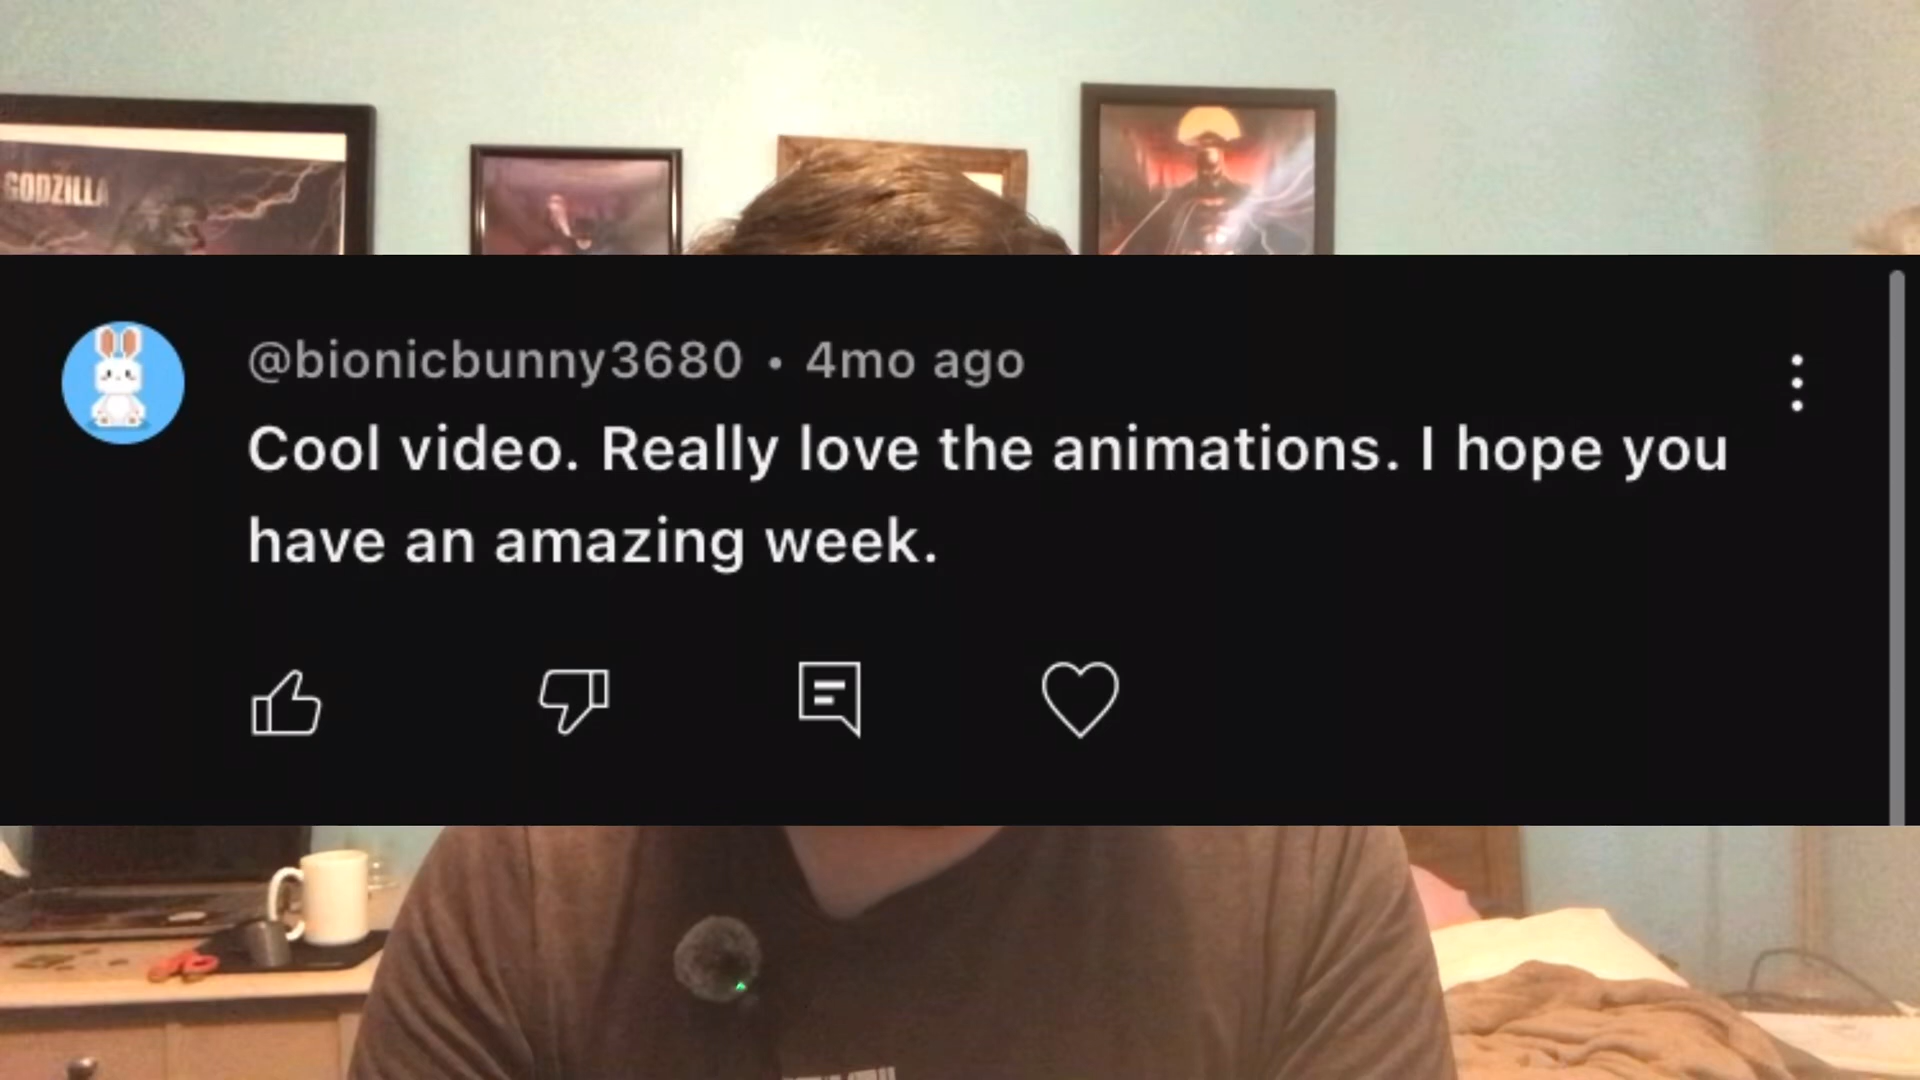 GODZILLA
@bionicbunny3680 • 4mo ago
Cool video. Really love the animations. I hope you
have an amazing week.